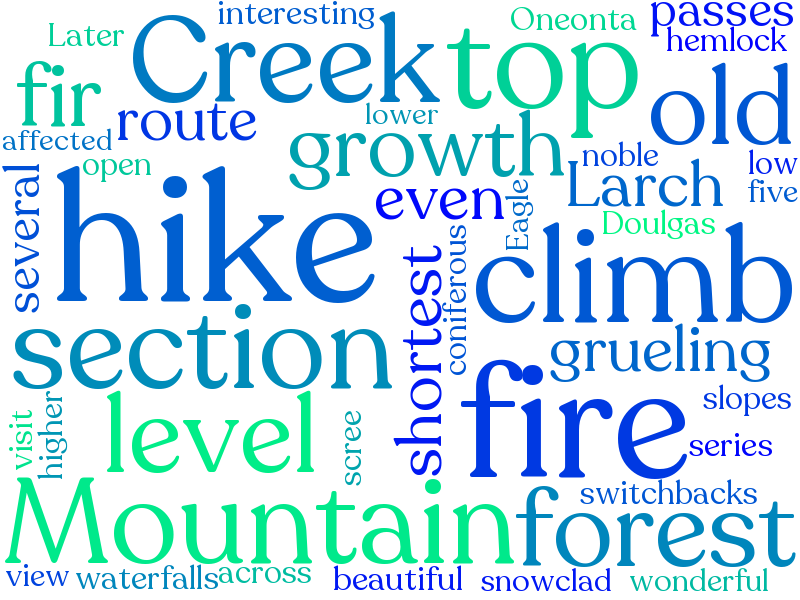 interesting
passes
Later
Creek
top
Oneonta
hemlock
fir
route
lower
old
affected
growth
open
noble
low
several
hike
even
Eagle
Larch
five
Doulgas
shortest
coniferous
climb
section
grueling
level
fire
slopes
visit
higher
scree
series
Mountain
switchbacks
forest
view
waterfalls
across
beautiful
snowclad
wonderful